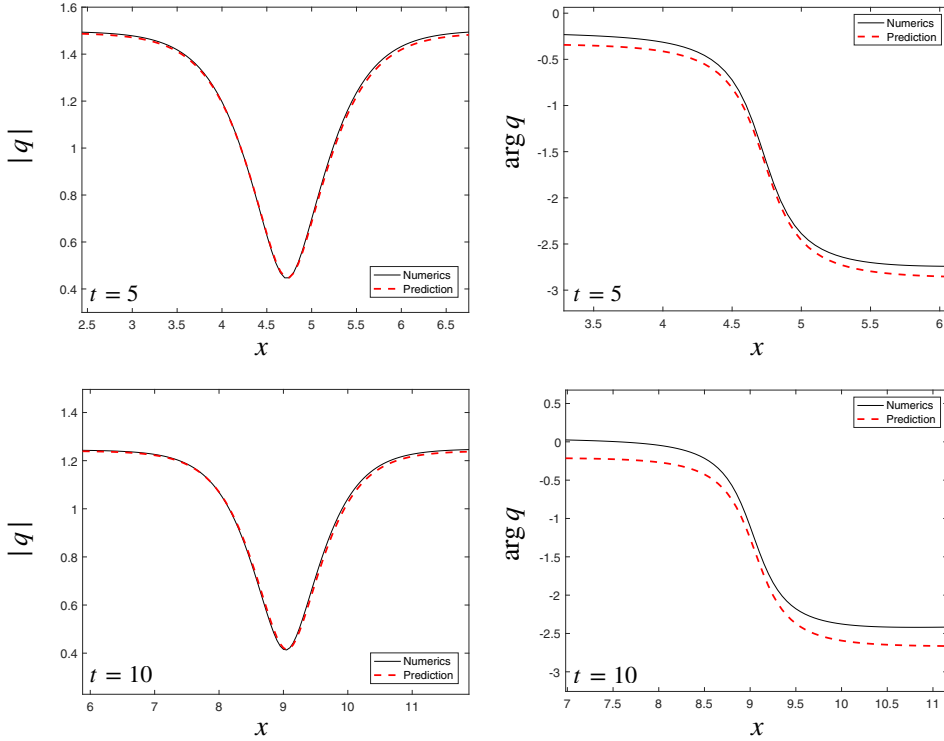 1.6
1.4
1.2
1
0.8
0.6
0.4
|q|
t = 5
Numerics
Prediction
2.5 3 3.5 4 4.5 5 5.5 6 6.5
x
0
-0.5
-1
-1.5
-2
-2.5
-3
arg q
Numerics
Prediction
t = 5
3.5 4 4.5 5 5.5 6
x
1.4
1.2
1
0.8
0.6
0.4
|q|
t = 10
Numerics
Prediction
6 7 8 9 10 11
x
0.5
0
-0.5
-1
-1.5
-2
-2.5
-3
arg q
Numerics
Prediction
t = 10
7 7.5 8 8.5 9 9.5 10 10.5 11
x